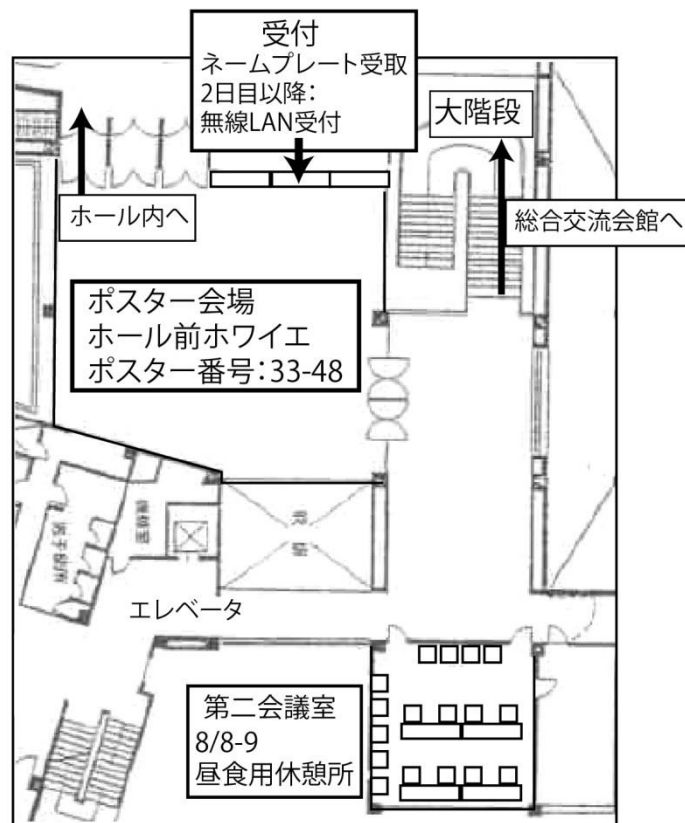 受付
ネームプレート受取
2日目以降：
無線LAN受付
大階段
ホール内へ
総合交流会館へ
ポスター会場
ホール前ホワイエ
ポスター番号：33-48
エレベータ
第二会議室
8/8-9
昼食用休憩所